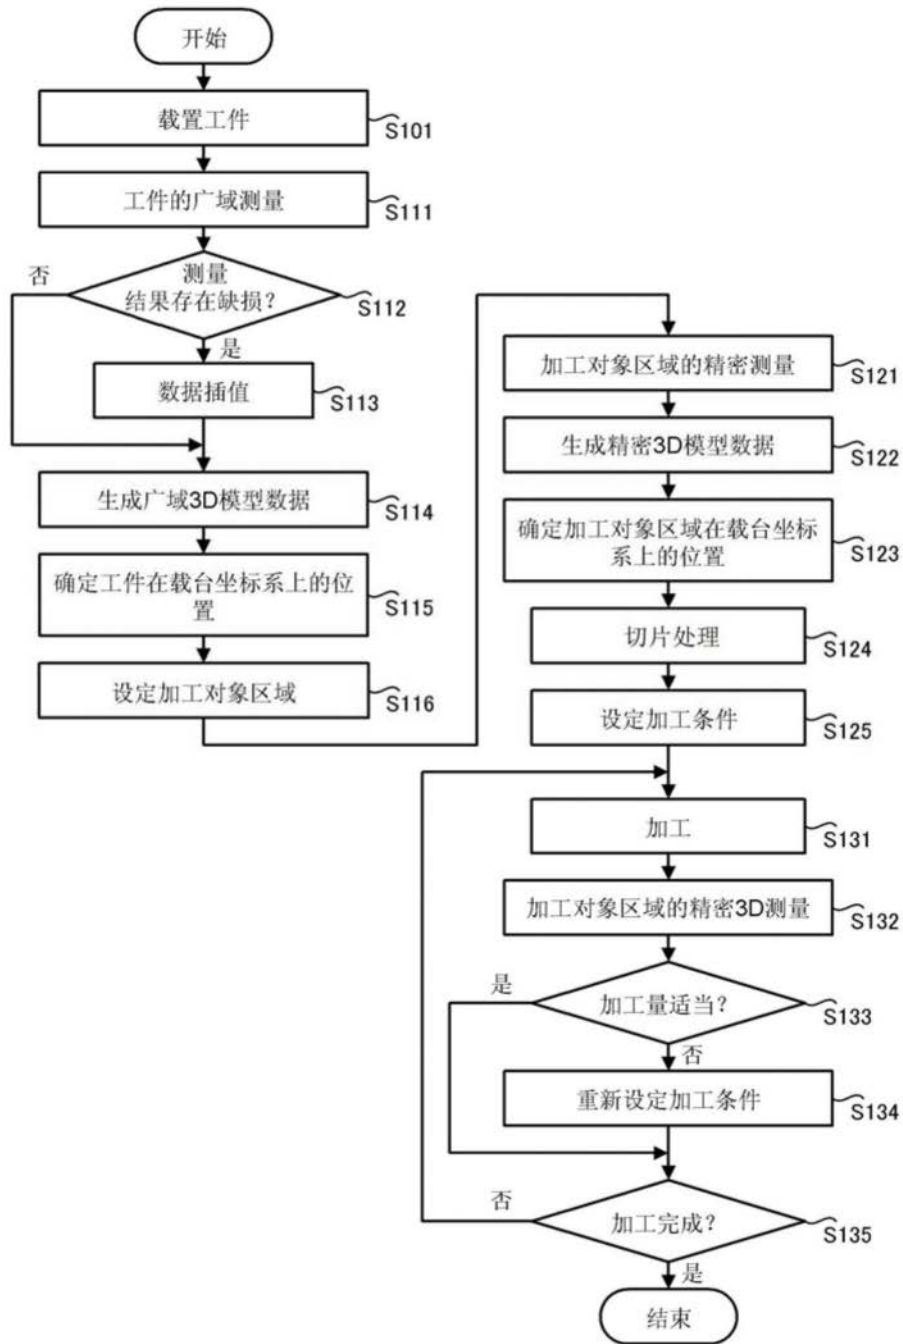 开始
载置工件
S101
工件的广域测量
S111
测量
结果存在缺损?
S112
否
是
数据插值
S113
生成广域3D模型数据
S114
确定工件在载台坐标系上的位
置
S115
设定加工对象区域
S116
加工对象区域的精密测量
S121
生成精密3D模型数据
S122
确定加工对象区域在载台坐标
系上的位置
S123
切片处理
S124
设定加工条件
S125
加工
S131
加工对象区域的精密3D测量
S132
是
加工量适当?
S133
否
重新设定加工条件
S134
否
加工完成?
S135
是
结束